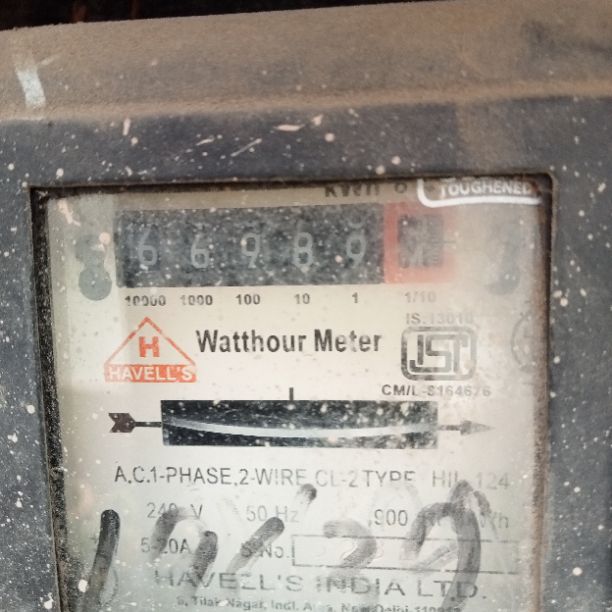 KWH
TOUGHENED
6 6 9 8 9
10000 1000 100 10 1 1/10
IS:13010
H
HAVELL'S
Watthour Meter
CM/L-8164676
A.C.1-PHASE,2-WIRE CL-2 TYPE HIL 124
240 V 50 Hz
5-20A S.No.
HAVELL'S INDIA LTD.